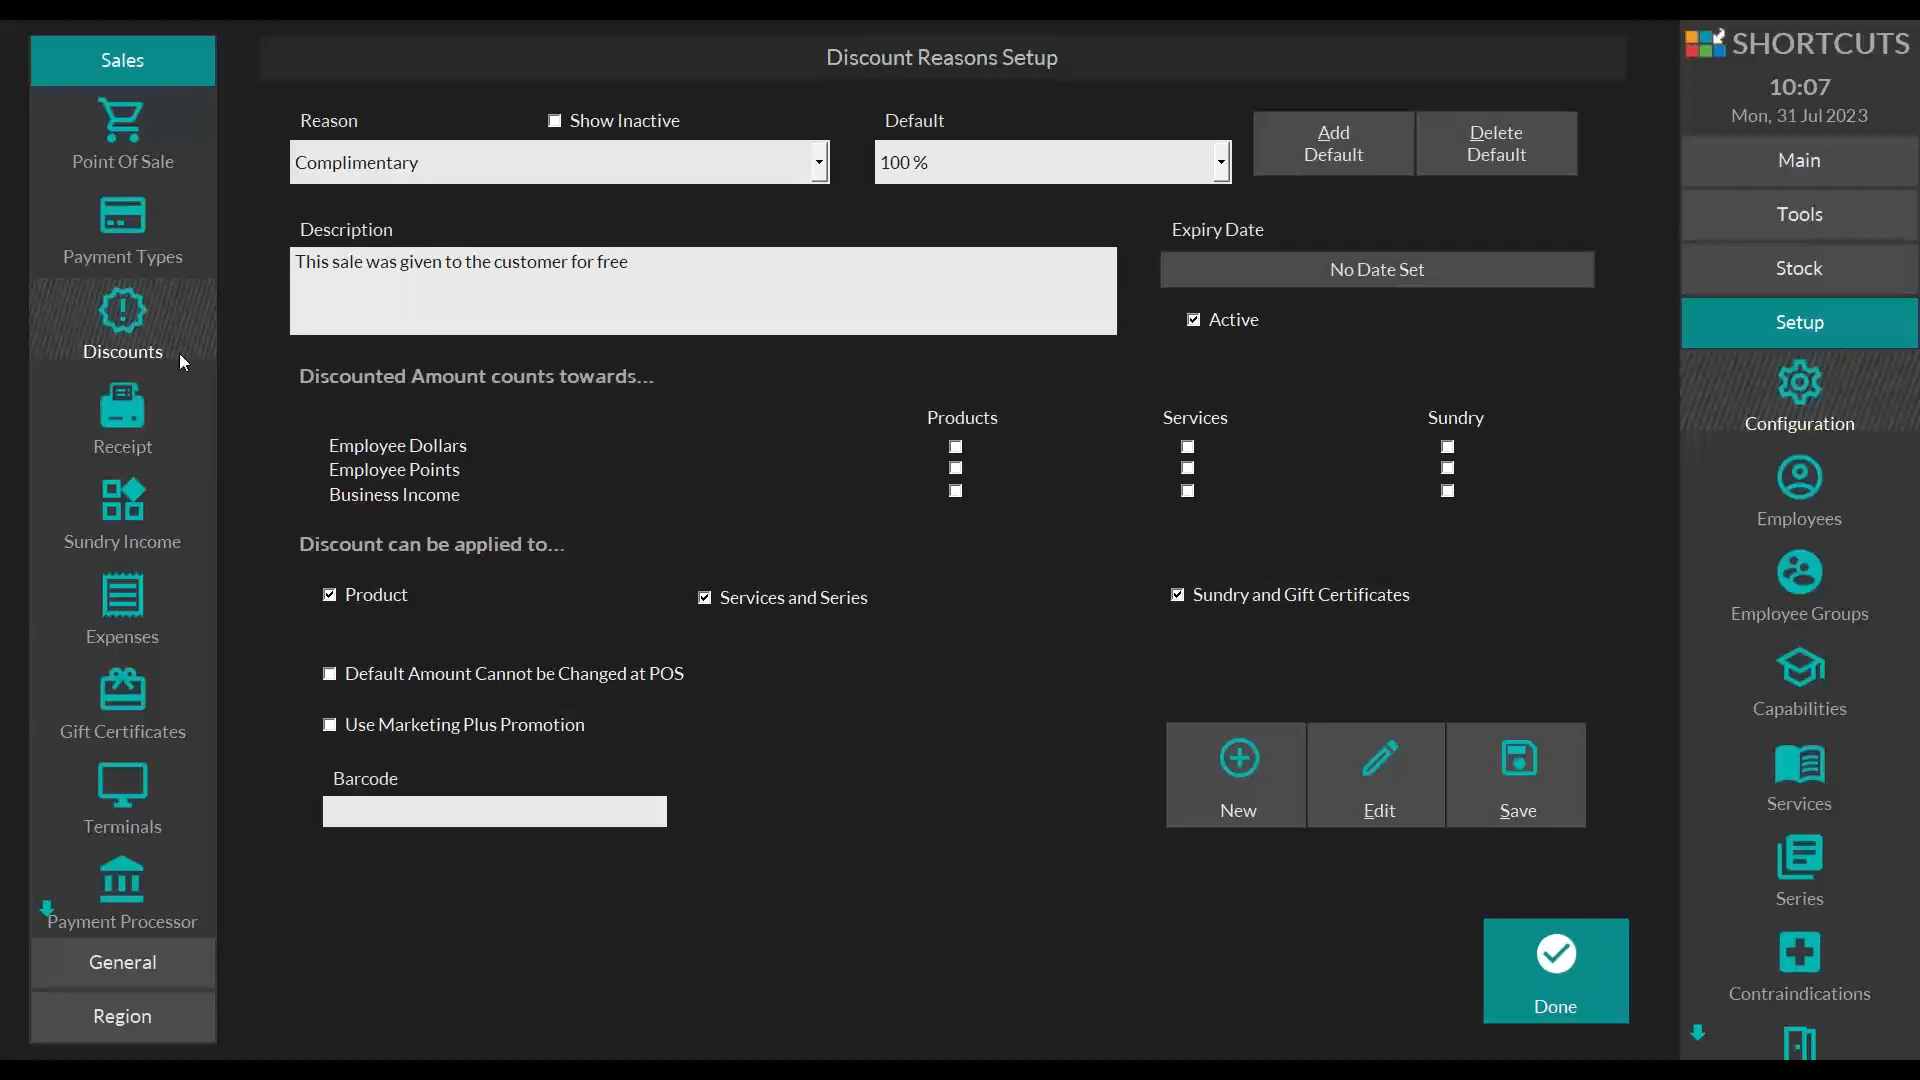 Sales
Discount Reasons Setup
SHORTCUTS
10:07
Mon, 31 Jul 2023
Point Of Sale
Payment Types
Discounts
Receipt
Sundry Income
Expenses
Gift Certificates
Terminals
Payment Processor
General
Region
Reason
Show Inactive
Default
Complimentary
100 %
Add
Default
Delete
Default
Description
Expiry Date
This sale was given to the customer for free
No Date Set
Active
Discounted Amount counts towards...
Products Services Sundry
Employee Dollars
Employee Points
Business Income
Discount can be applied to...
Product
Services and Series
Sundry and Gift Certificates
Default Amount Cannot be Changed at POS
Use Marketing Plus Promotion
Barcode
New
Edit
Save
Done
Main
Tools
Stock
Setup
Configuration
Employees
Employee Groups
Capabilities
Services
Series
Contraindications